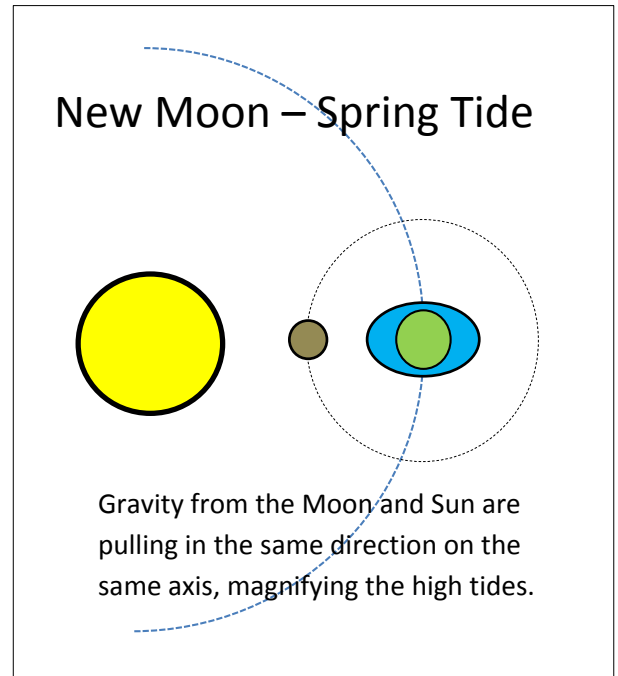 New Moon – Spring Tide
Gravity from the Moon and Sun are
pulling in the same direction on the
same axis, magnifying the high tides.